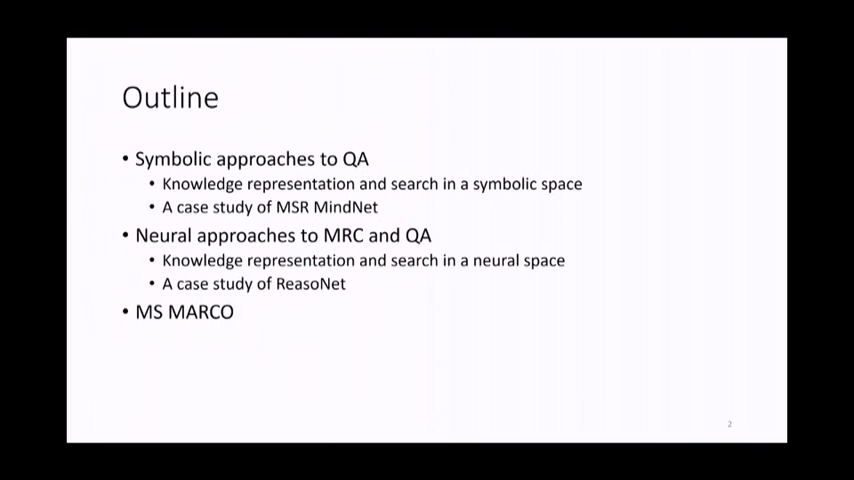 Outline
• Symbolic approaches to QA
• Knowledge representation and search in a symbolic space
• A case study of MSR MindNet
• Neural approaches to MRC and QA
• Knowledge representation and search in a neural space
• A case study of ReasoNet
• MS MARCO
2